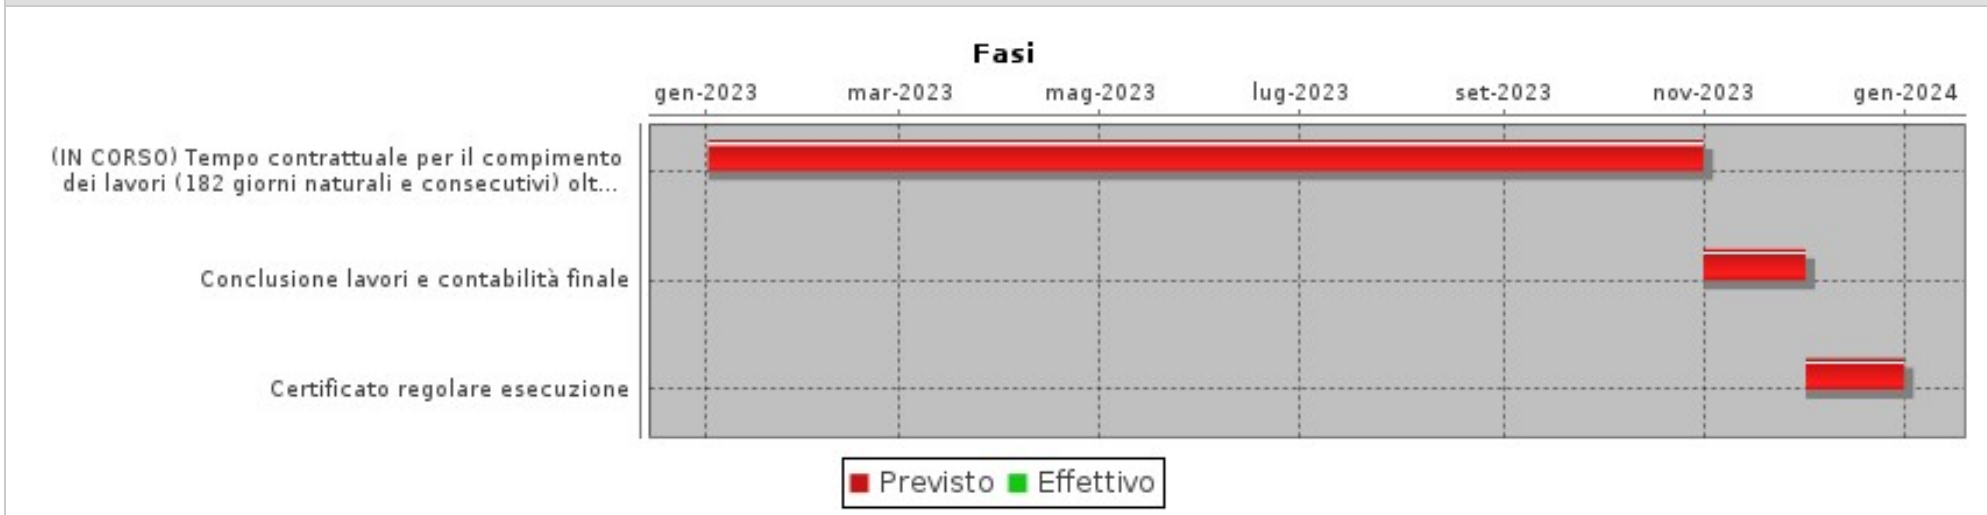 Fasi
gen-2023 mar-2023 mag-2023 lug-2023 set-2023 nov-2023 gen-2024
(IN CORSO) Tempo contrattuale per il compimento
dei lavori (182 giorni naturali e consecutivi) olt...
Conclusione lavori e contabilità finale
Certificato regolare esecuzione
Previsto Effettivo